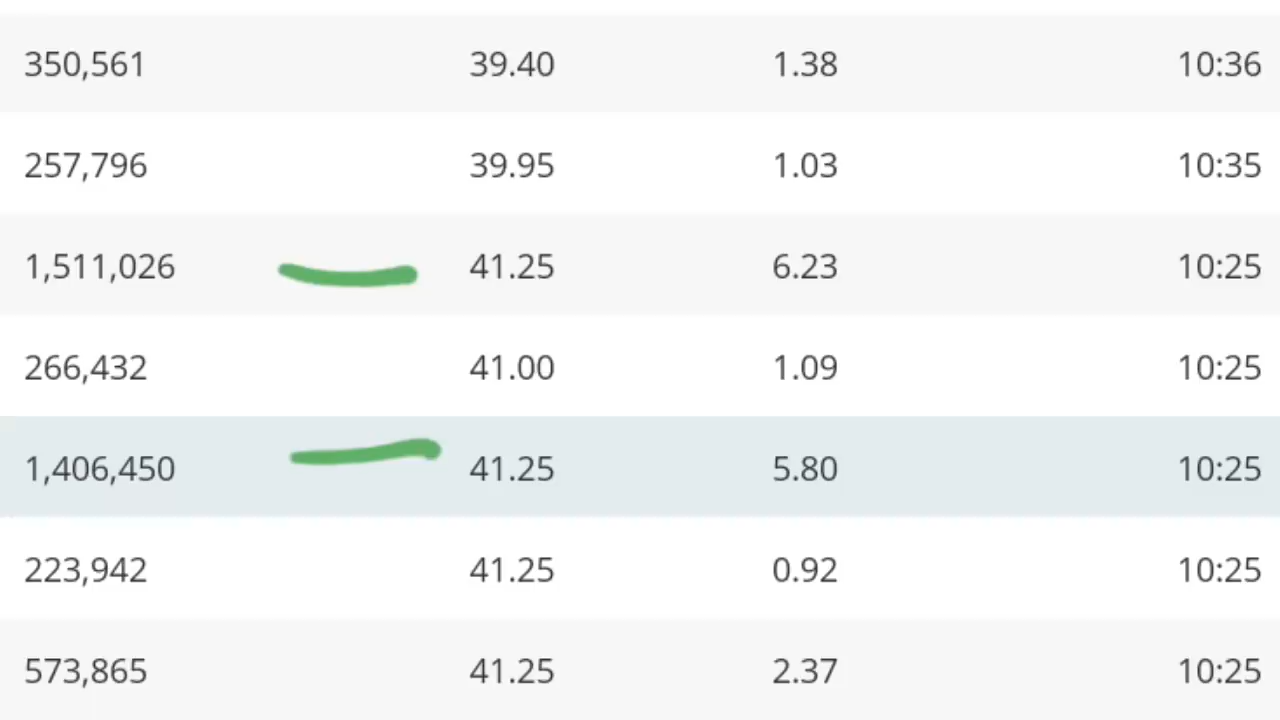 350,561 39.40 1.38 10:36
257,796 39.95 1.03 10:35
1,511,026 41.25 6.23 10:25
266,432 41.00 1.09 10:25
1,406,450 41.25 5.80 10:25
223,942 41.25 0.92 10:25
573,865 41.25 2.37 10:25